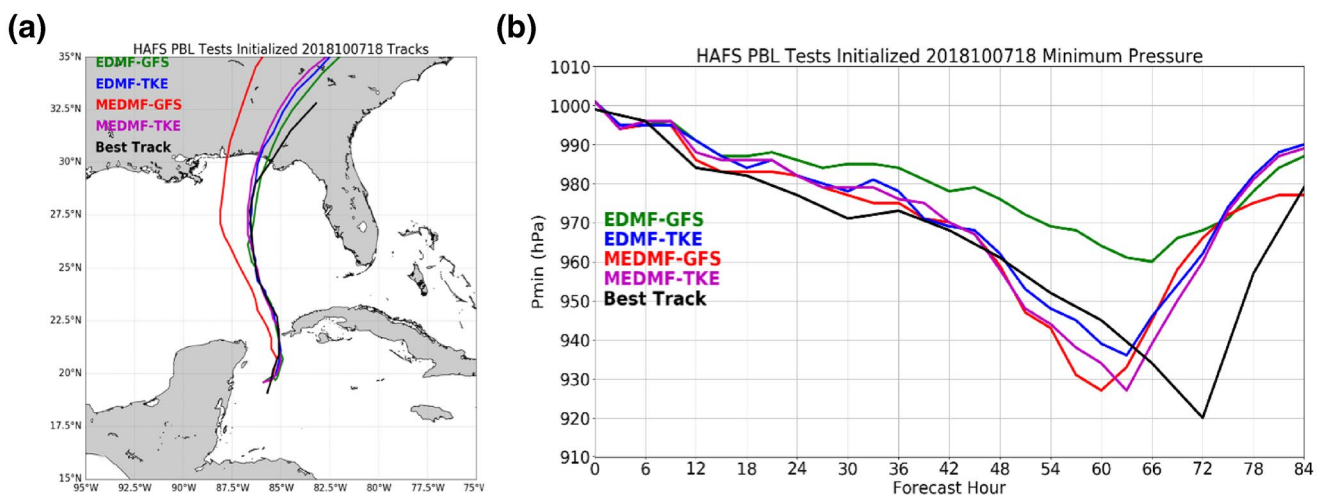 (a)
HAFS PBL Tests Initialized 2018100718 Tracks
35°N
EDMF-GFS
EDMF-TKE
32.5°N
MEDMF-GFS
MEDMF-TKE
Best Track
30°N
27.5°N
25°N
22.5°N
20°N
17.5°N
15°N
95°W 92.5°W 90°W 87.5°W 85°W 82.5°W 80°W 77.5°W 75°W
(b)
HAFS PBL Tests Initialized 2018100718 Minimum Pressure
1010
1000
990
980
970
960
950
940
930
920
910
Pmin (hPa)
EDMF-GFS
EDMF-TKE
MEDMF-GFS
MEDMF-TKE
Best Track
0 6 12 18 24 30 36 42 48 54 60 66 72 78 84
Forecast Hour